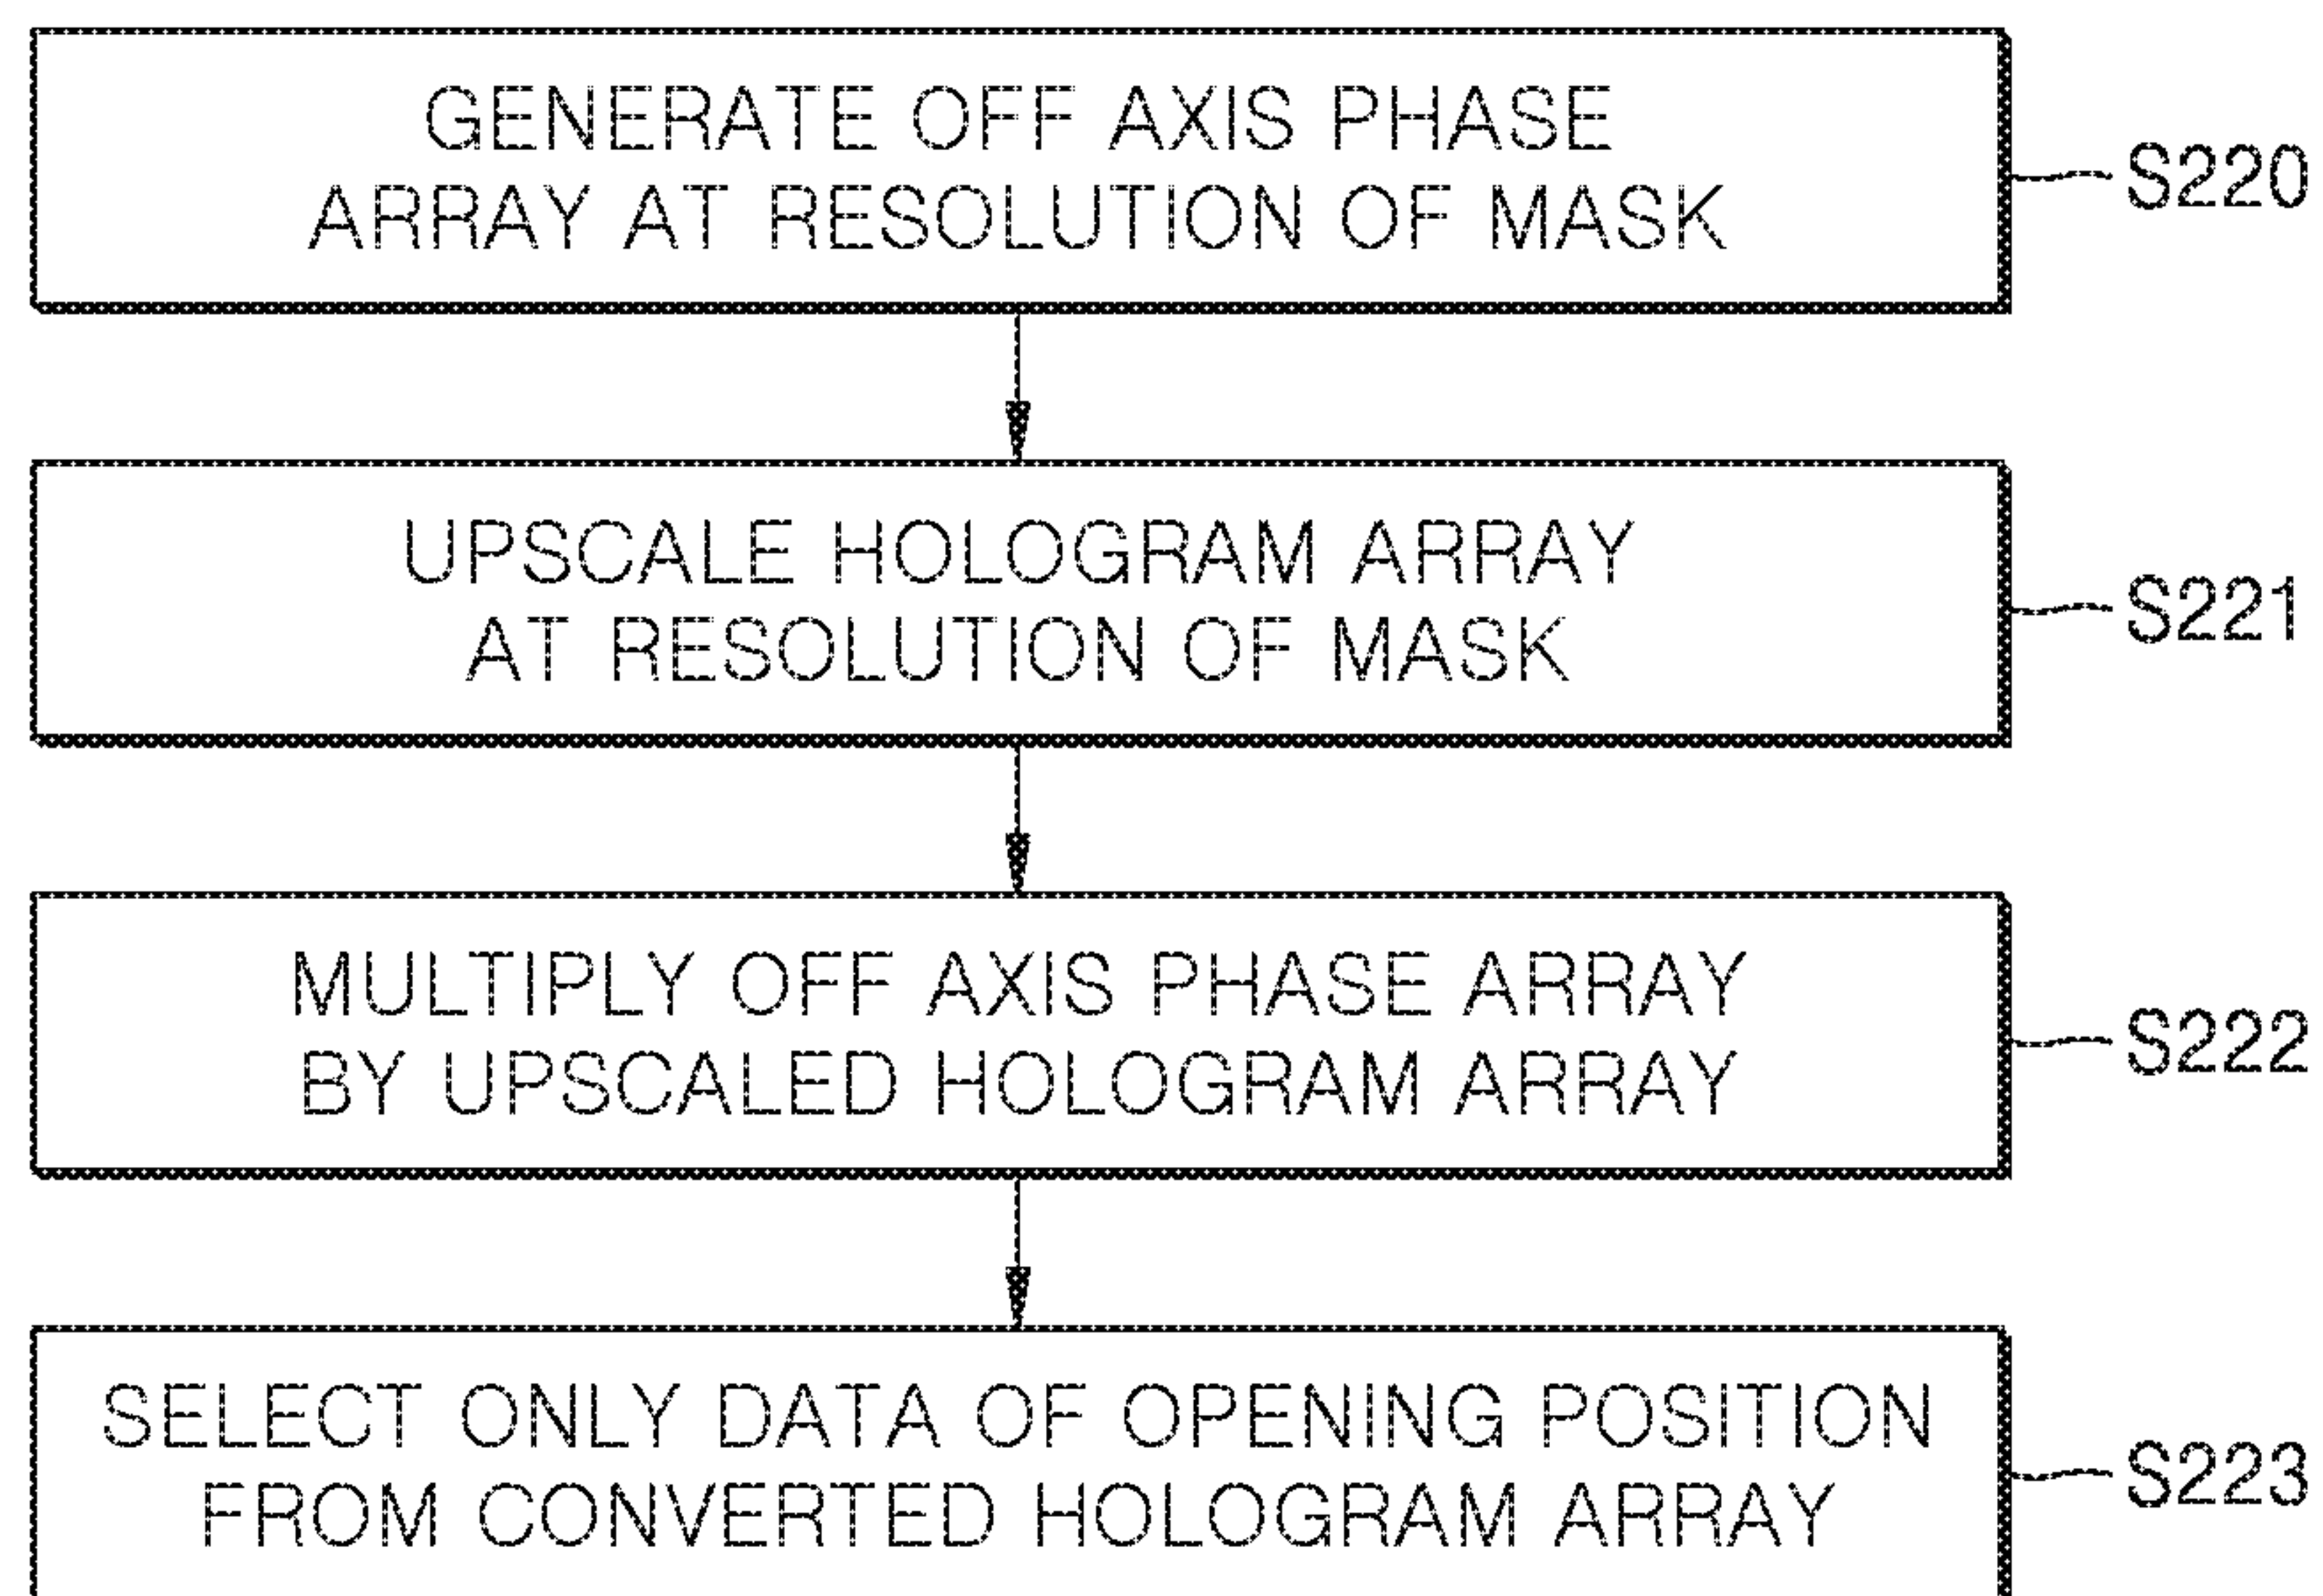 GENERATE OFF AXIS PHASE
ARRAY AT RESOLUTION OF MASK
S220
UPSCALE HOLOGRAM ARRAY
AT RESOLUTION OF MASK
S221
MULTIPLY OFF AXIS PHASE ARRAY
BY UPSCALED HOLOGRAM ARRAY
S222
SELECT ONLY DATA OF OPENING POSITION
FROM CONVERTED HOLOGRAM ARRAY
S223